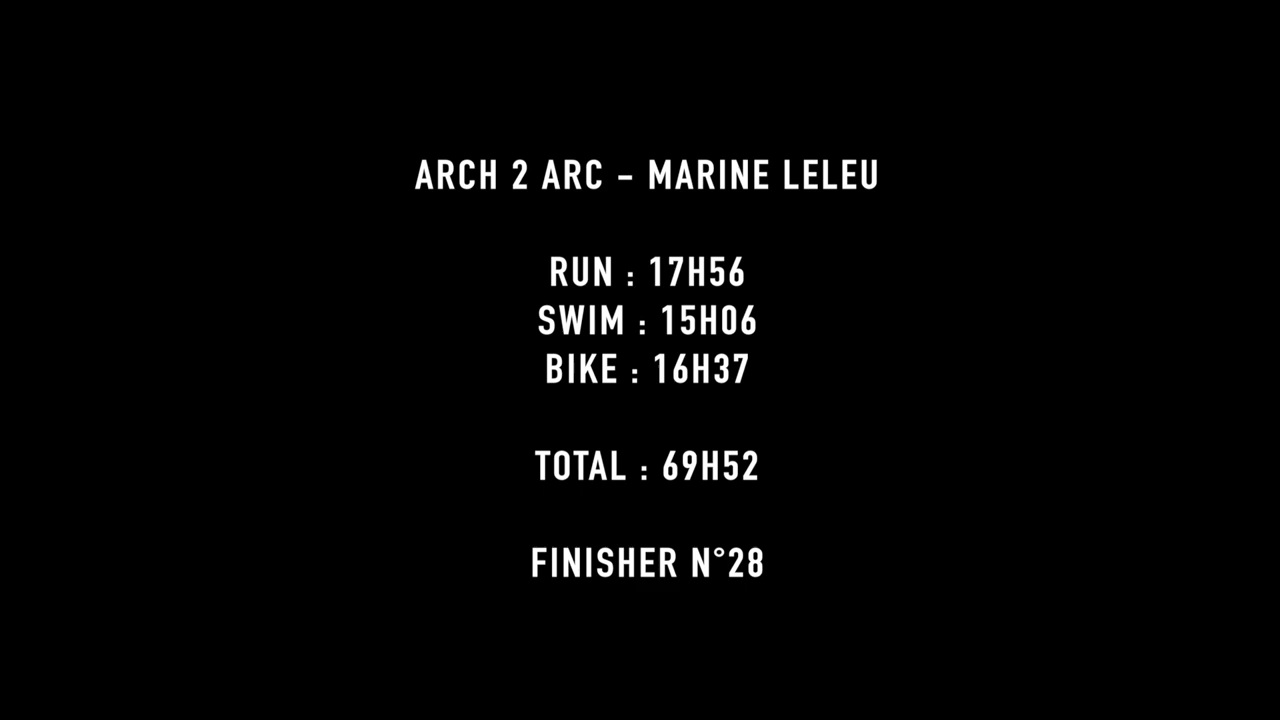 ARCH 2 ARC - MARINE LELEU
RUN : 17H56
SWIM : 15H06
BIKE : 16H37
TOTAL : 69H52
FINISHER N°28